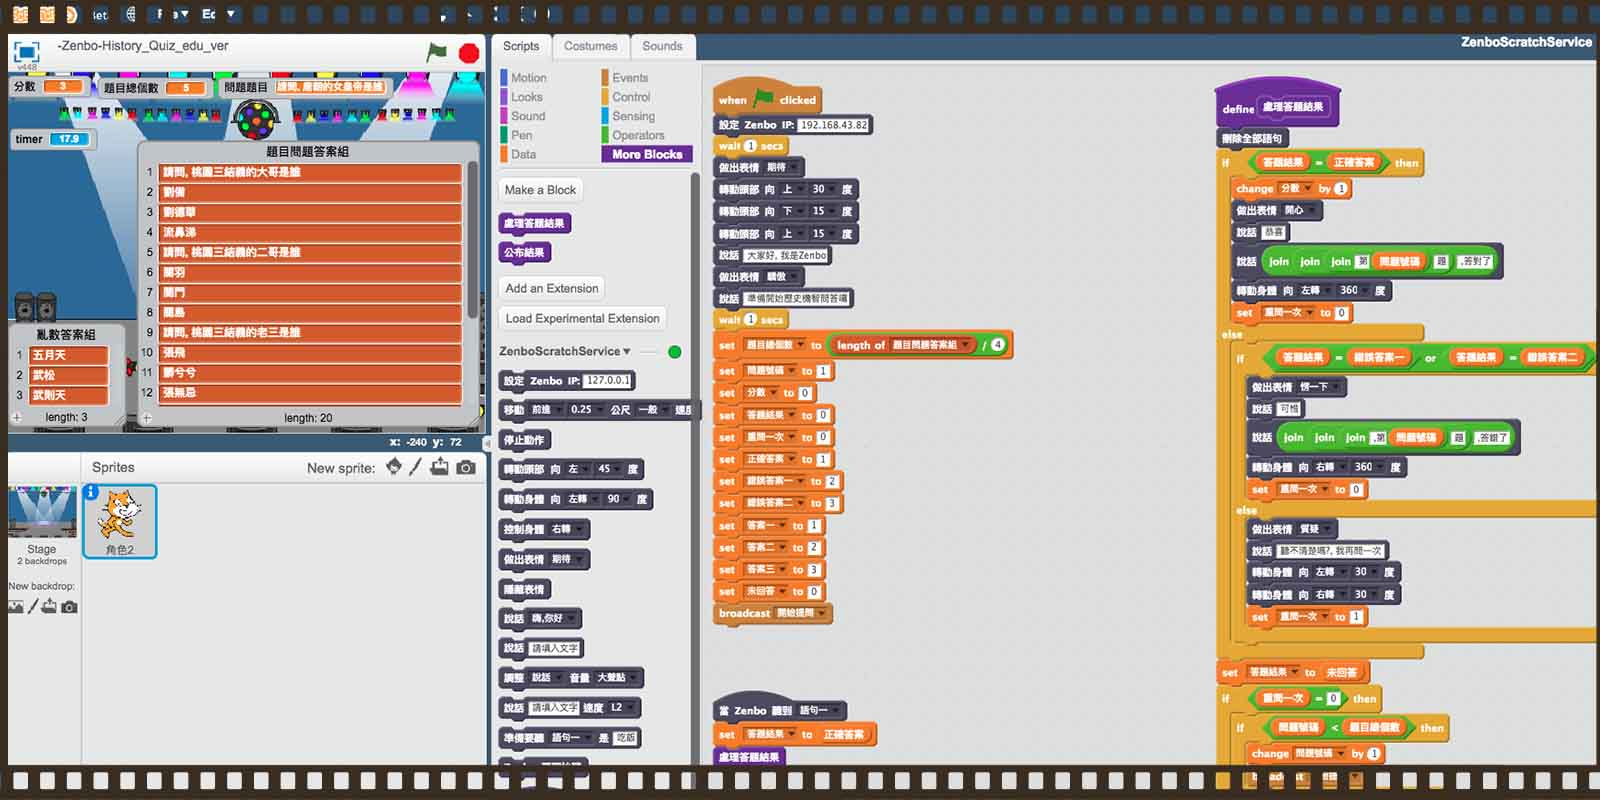 -Zenbo-History_Quiz_edu_ver
v448
分數 3
題目總個數 5
問題題目
timer 17.9
題目問題答案組
1 請問, 桃園三結義的大哥是誰
2 劉備
3 劉德華
4 流鼻涕
5 請問, 桃園三結義的二哥是誰
6 關羽
7 關門
8 關島
9 請問, 桃園三結義的老三是誰
10 張飛
11
12 張無忌
length: 20
亂數答案組
1 五月天
2 武松
3 武則天
length: 3
x: -240 y: 72
Sprites
New sprite:
Stage
2 backdrops
New backdrop:
角色2
Scripts
Costumes
Sounds
Motion
Looks
Sound
Pen
Data
Events
Control
Sensing
Operators
More Blocks
Make a Block
處理答題結果
公布結果
Add an Extension
Load Experimental Extension
ZenboScratchService
設定 Zenbo IP: 127.0.0.1
移動 前進 0.25 公尺 一般 速度
停止動作
轉動頭部 向 左 45 度
轉動身體 向 左轉 90 度
控制身體 右轉
做出表情 期待
隱藏表情
說話 嗨,你好
說話 請填入文字
調整 說話 音量 大聲點
說話 請填入文字 速度 1.2
準備要聽 語句一 是 吃飯
ZenboScratchService
when clicked
設定 Zenbo IP: 192.168.43.82
wait 1 secs
做出表情 期待
轉動頭部 向 上 30 度
轉動頭部 向 下 15 度
轉動頭部 向 上 15 度
說話 大家好, 我是Zenbo
做出表情 驕傲
說話 準備開始歷史機智問答囉
wait 1 secs
set 題目總個數 to length of 題目問題答案組 / 4
set 問題號碼 to 1
set 分數 to 0
set 答題結果 to 0
set 重問一次 to 0
set 正確答案 to 1
set 錯誤答案一 to 2
set 錯誤答案二 to 3
set 答案一 to 1
set 答案二 to 2
set 答案三 to 3
set 未回答 to 0
broadcast 開始提問
當 Zenbo 聽到 語句一
set 答題結果 to 正確答案
處理答題結果
define 處理答題結果
刪除全部語句
if 答題結果 = 正確答案 then
change 分數 by 1
做出表情 開心
說話 恭喜
說話 join join join 第 問題號碼 題 ,答對了
轉動身體 向 左轉 360 度
set 重問一次 to 0
else
if 答題結果 = 錯誤答案一 or 答題結果 = 錯誤答案二
做出表情 愣一下
說話 可惜
說話 join join join ,第 問題號碼 題 ,答錯了
轉動身體 向 右轉 360 度
set 重問一次 to 0
else
做出表情 質疑
說話 聽不清楚嗎?, 我再問一次
轉動身體 向 左轉 30 度
轉動身體 向 右轉 30 度
set 重問一次 to 1
set 答題結果 to 未回答
if 重問一次 = 0 then
if 問題號碼 < 題目總個數 then
change 問題號碼 by 1